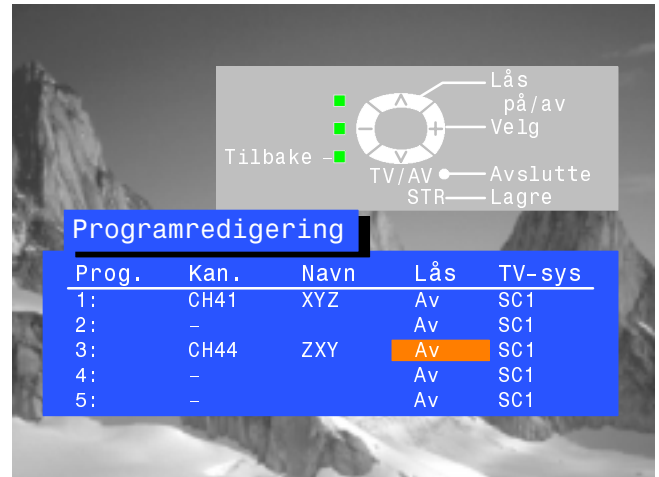 Lås
på/av
Velg
Tilbake
TV/AV Avslutte
STR Lagre
Programredigering
Prog. Kan. Navn Lås TV-sys
1: CH41 XYZ Av SC1
2: – Av SC1
3: CH44 ZXY Av SC1
4: – Av SC1
5: – Av SC1